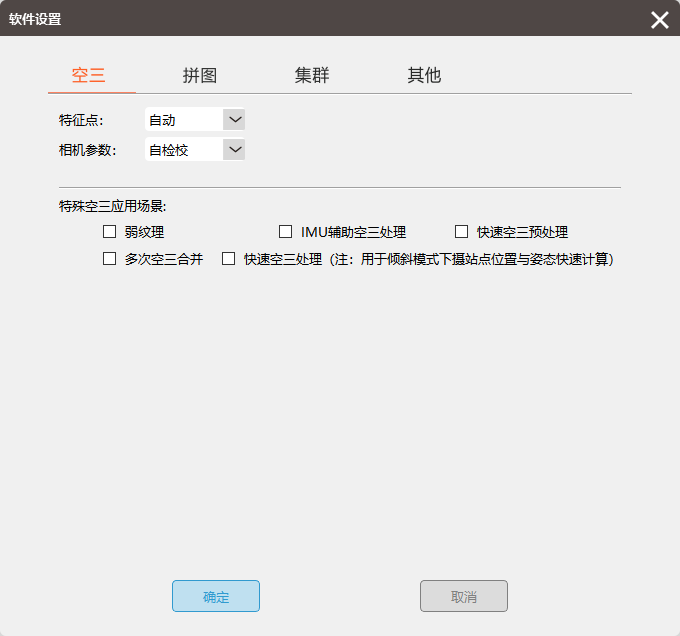 软件设置
空三 拼图 集群 其他
特征点: 自动
相机参数: 自检校
特殊空三应用场景:
弱纹理 IMU辅助空三处理 快速空三预处理
多次空三合并 快速空三处理（注：用于倾斜模式下摄站点位置与姿态快速计算）
确定 取消